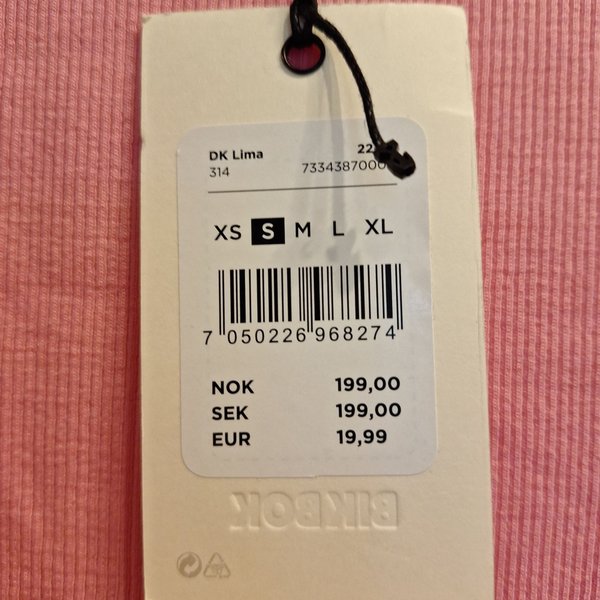 DK Lima
314
XS S M L XL
7 050226 968274
NOK 199,00
SEK 199,00
EUR 19,99
BIKBOK